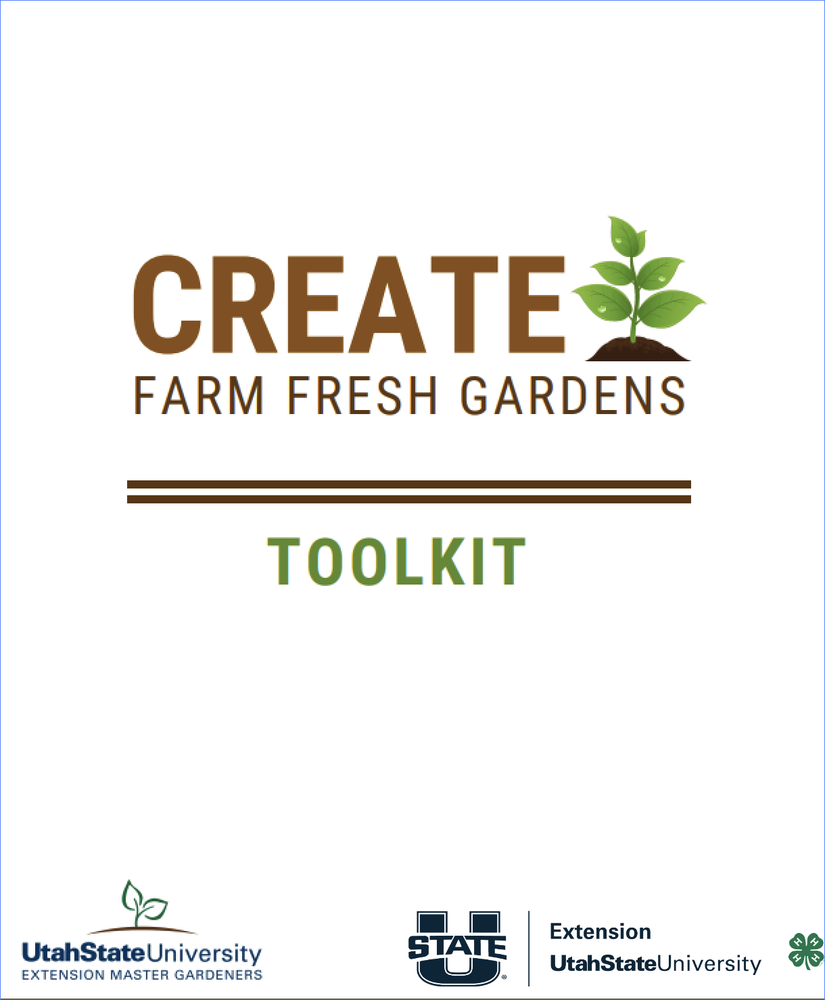 CREATE
FARM FRESH GARDENS
TOOLKIT
UtahStateUniversity
EXTENSION MASTER GARDENERS
U STATE ®
Extension
UtahStateUniversity
H H H H